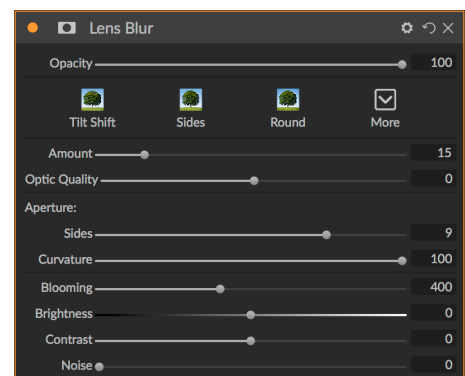 Lens Blur
Opacity 100
Tilt Shift Sides Round More
Amount 15
Optic Quality 0
Aperture:
Sides 9
Curvature 100
Blooming 400
Brightness 0
Contrast 0
Noise 0